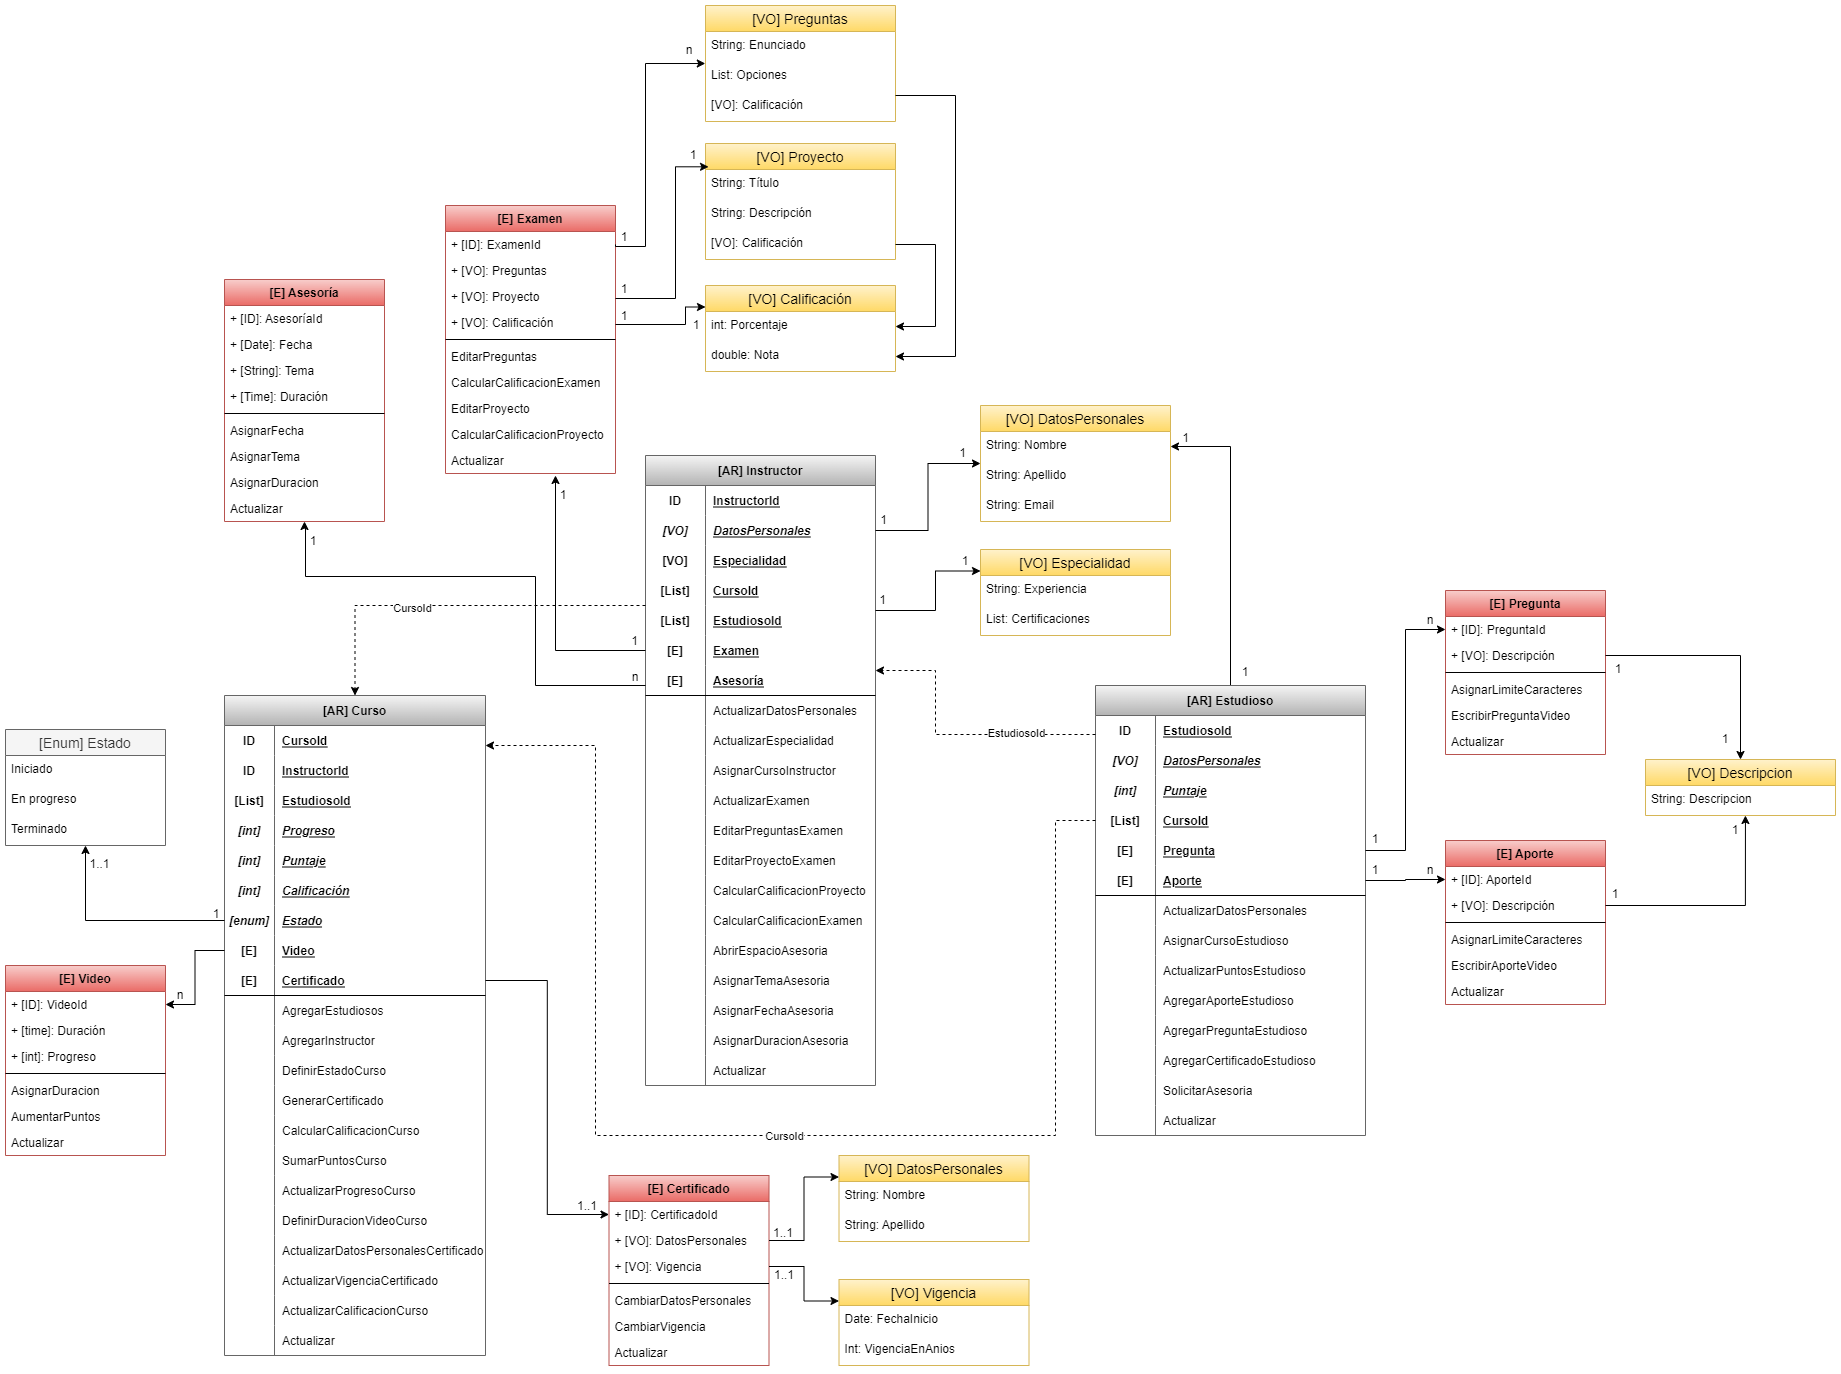 [VO] Preguntas
String: Enunciado
List: Opciones
[VO]: Calificación
n
[VO] Proyecto
String: Título
String: Descripción
[VO]: Calificación
1
[VO] Calificación
int: Porcentaje
double: Nota
1
[E] Examen
+ [ID]: ExamenId
+ [VO]: Preguntas
+ [VO]: Proyecto
+ [VO]: Calificación
EditarPreguntas
CalcularCalificacionExamen
EditarProyecto
CalcularCalificacionProyecto
Actualizar
1
1
1
1
[E] Asesoría
+ [ID]: AsesoríaId
+ [Date]: Fecha
+ [String]: Tema
+ [Time]: Duración
AsignarFecha
AsignarTema
AsignarDuracion
Actualizar
1
[AR] Instructor
ID InstructorId
[VO] DatosPersonales
[VO] Especialidad
[List] CursoId
[List] EstudiosoId
[E] Examen
[E] Asesoría
ActualizarDatosPersonales
ActualizarEspecialidad
AsignarCursoInstructor
ActualizarExamen
EditarPreguntasExamen
EditarProyectoExamen
CalcularCalificacionProyecto
CalcularCalificacionExamen
AbrirEspacioAsesoria
AsignarTemaAsesoria
AsignarFechaAsesoria
AsignarDuracionAsesoria
Actualizar
1
n
1
1
[VO] DatosPersonales
String: Nombre
String: Apellido
String: Email
1
1
[VO] Especialidad
String: Experiencia
List: Certificaciones
1
CursoId
EstudiosoId
CursoId
[AR] Estudioso
ID EstudiosoId
[VO] DatosPersonales
[int] Puntaje
[List] CursoId
[E] Pregunta
[E] Aporte
ActualizarDatosPersonales
AsignarCursoEstudioso
ActualizarPuntosEstudioso
AgregarAporteEstudioso
AgregarPreguntaEstudioso
AgregarCertificadoEstudioso
SolicitarAsesoria
Actualizar
1
1
1
[E] Pregunta
+ [ID]: PreguntaId
+ [VO]: Descripción
AsignarLimiteCaracteres
EscribirPreguntaVideo
Actualizar
n
1
[VO] Descripcion
String: Descripcion
1
1
[E] Aporte
+ [ID]: AporteId
+ [VO]: Descripción
AsignarLimiteCaracteres
EscribirAporteVideo
Actualizar
n
1
[AR] Curso
ID CursoId
ID InstructorId
[List] EstudiosoId
[int] Progreso
[int] Puntaje
[int] Calificación
[enum] Estado
[E] Video
[E] Certificado
AgregarEstudiosos
AgregarInstructor
DefinirEstadoCurso
GenerarCertificado
CalcularCalificacionCurso
SumarPuntosCurso
ActualizarProgresoCurso
DefinirDuracionVideoCurso
ActualizarDatosPersonalesCertificado
ActualizarVigenciaCertificado
ActualizarCalificacionCurso
Actualizar
1
[Enum] Estado
Iniciado
En progreso
Terminado
1..1
[E] Video
+ [ID]: VideoId
+ [time]: Duración
+ [int]: Progreso
AsignarDuracion
AumentarPuntos
Actualizar
n
[E] Certificado
+ [ID]: CertificadoId
+ [VO]: DatosPersonales
+ [VO]: Vigencia
CambiarDatosPersonales
CambiarVigencia
Actualizar
1..1
1..1
1..1
[VO] DatosPersonales
String: Nombre
String: Apellido
[VO] Vigencia
Date: FechaInicio
Int: VigenciaEnAnios